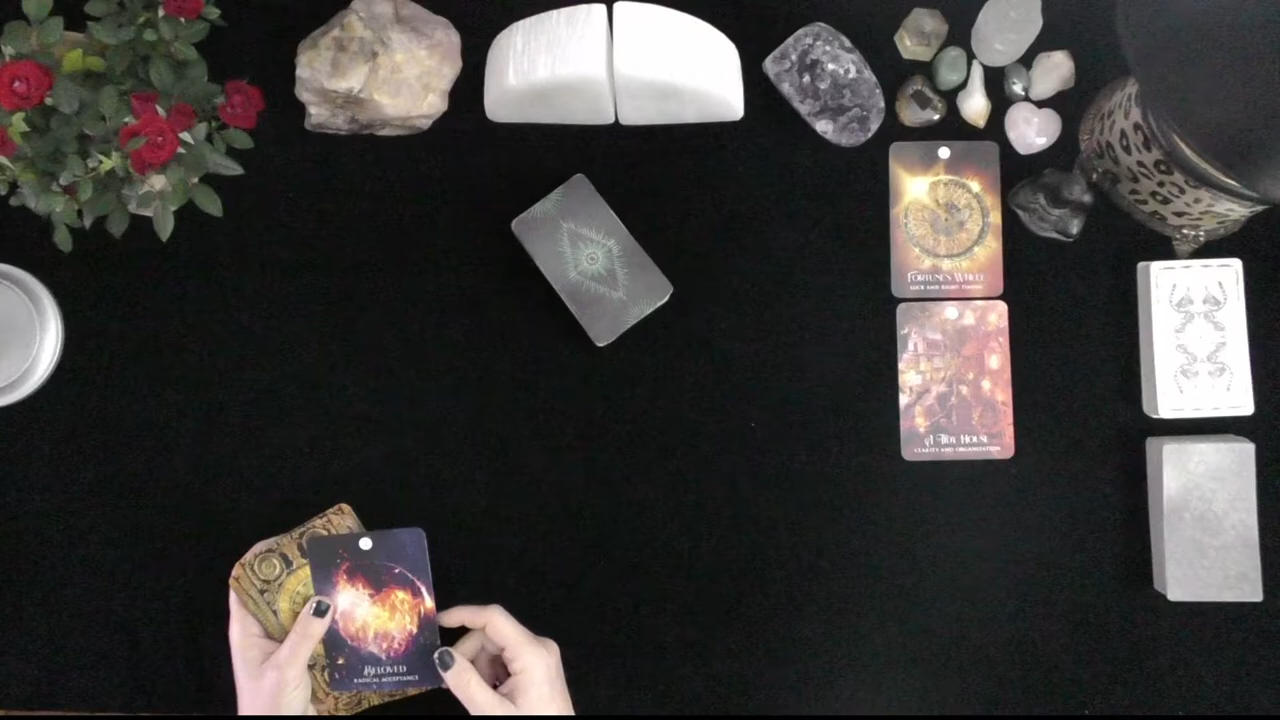 FORTUNE'S WHEEL
LUCK AND RIGHT TIMING
A TIDY HOUSE
CLARITY AND ORGANIZATION
BELOVED
RADICAL ACCEPTANCE